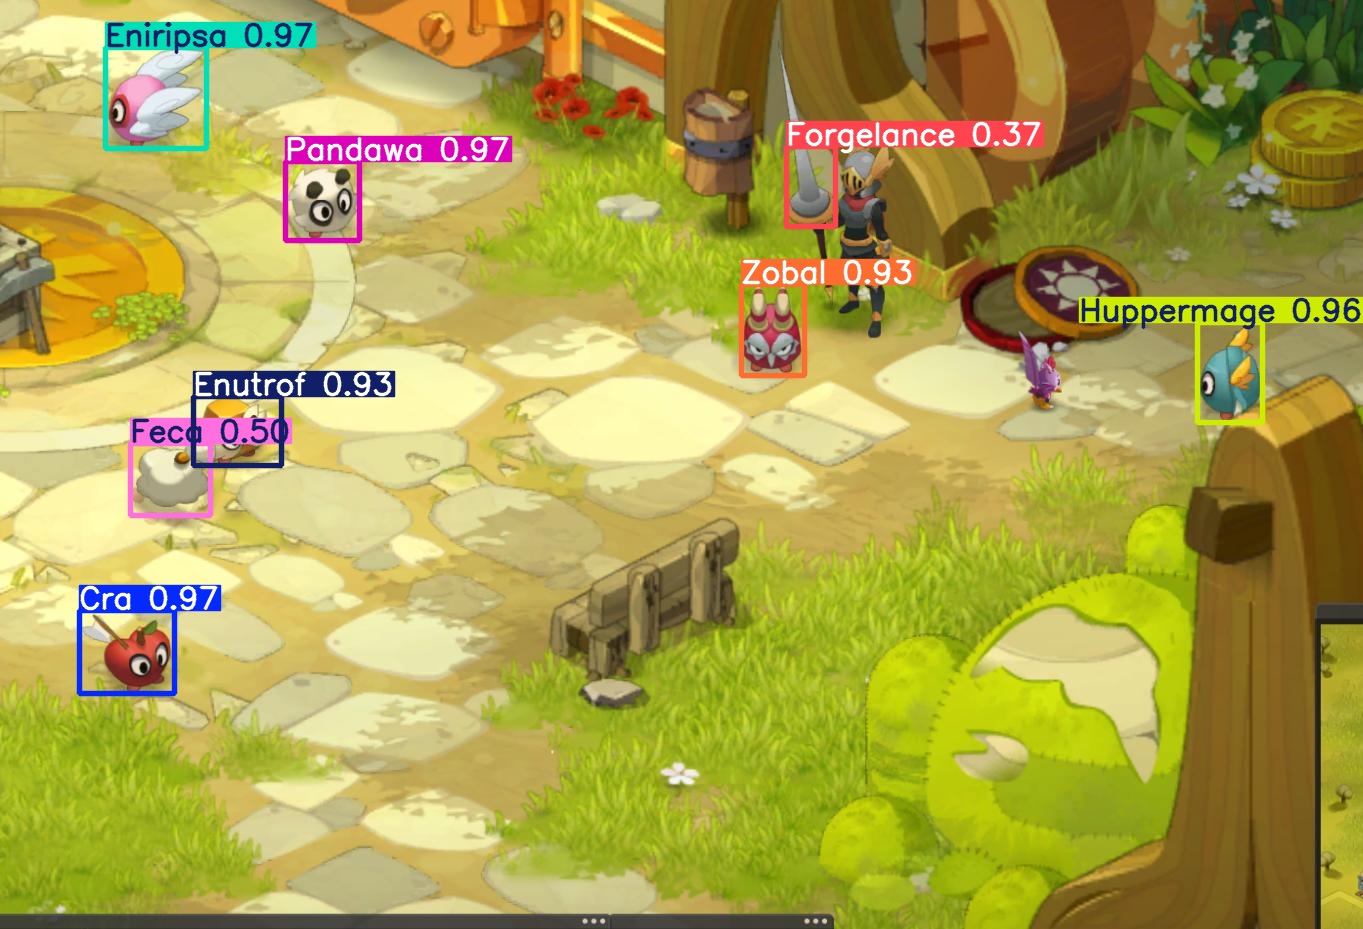 Eniripsa 0.97
Pandawa 0.97
Forgelance 0.37
Zobal 0.93
Huppermage 0.96
Enutrof 0.93
Feca 0.50
Cra 0.97